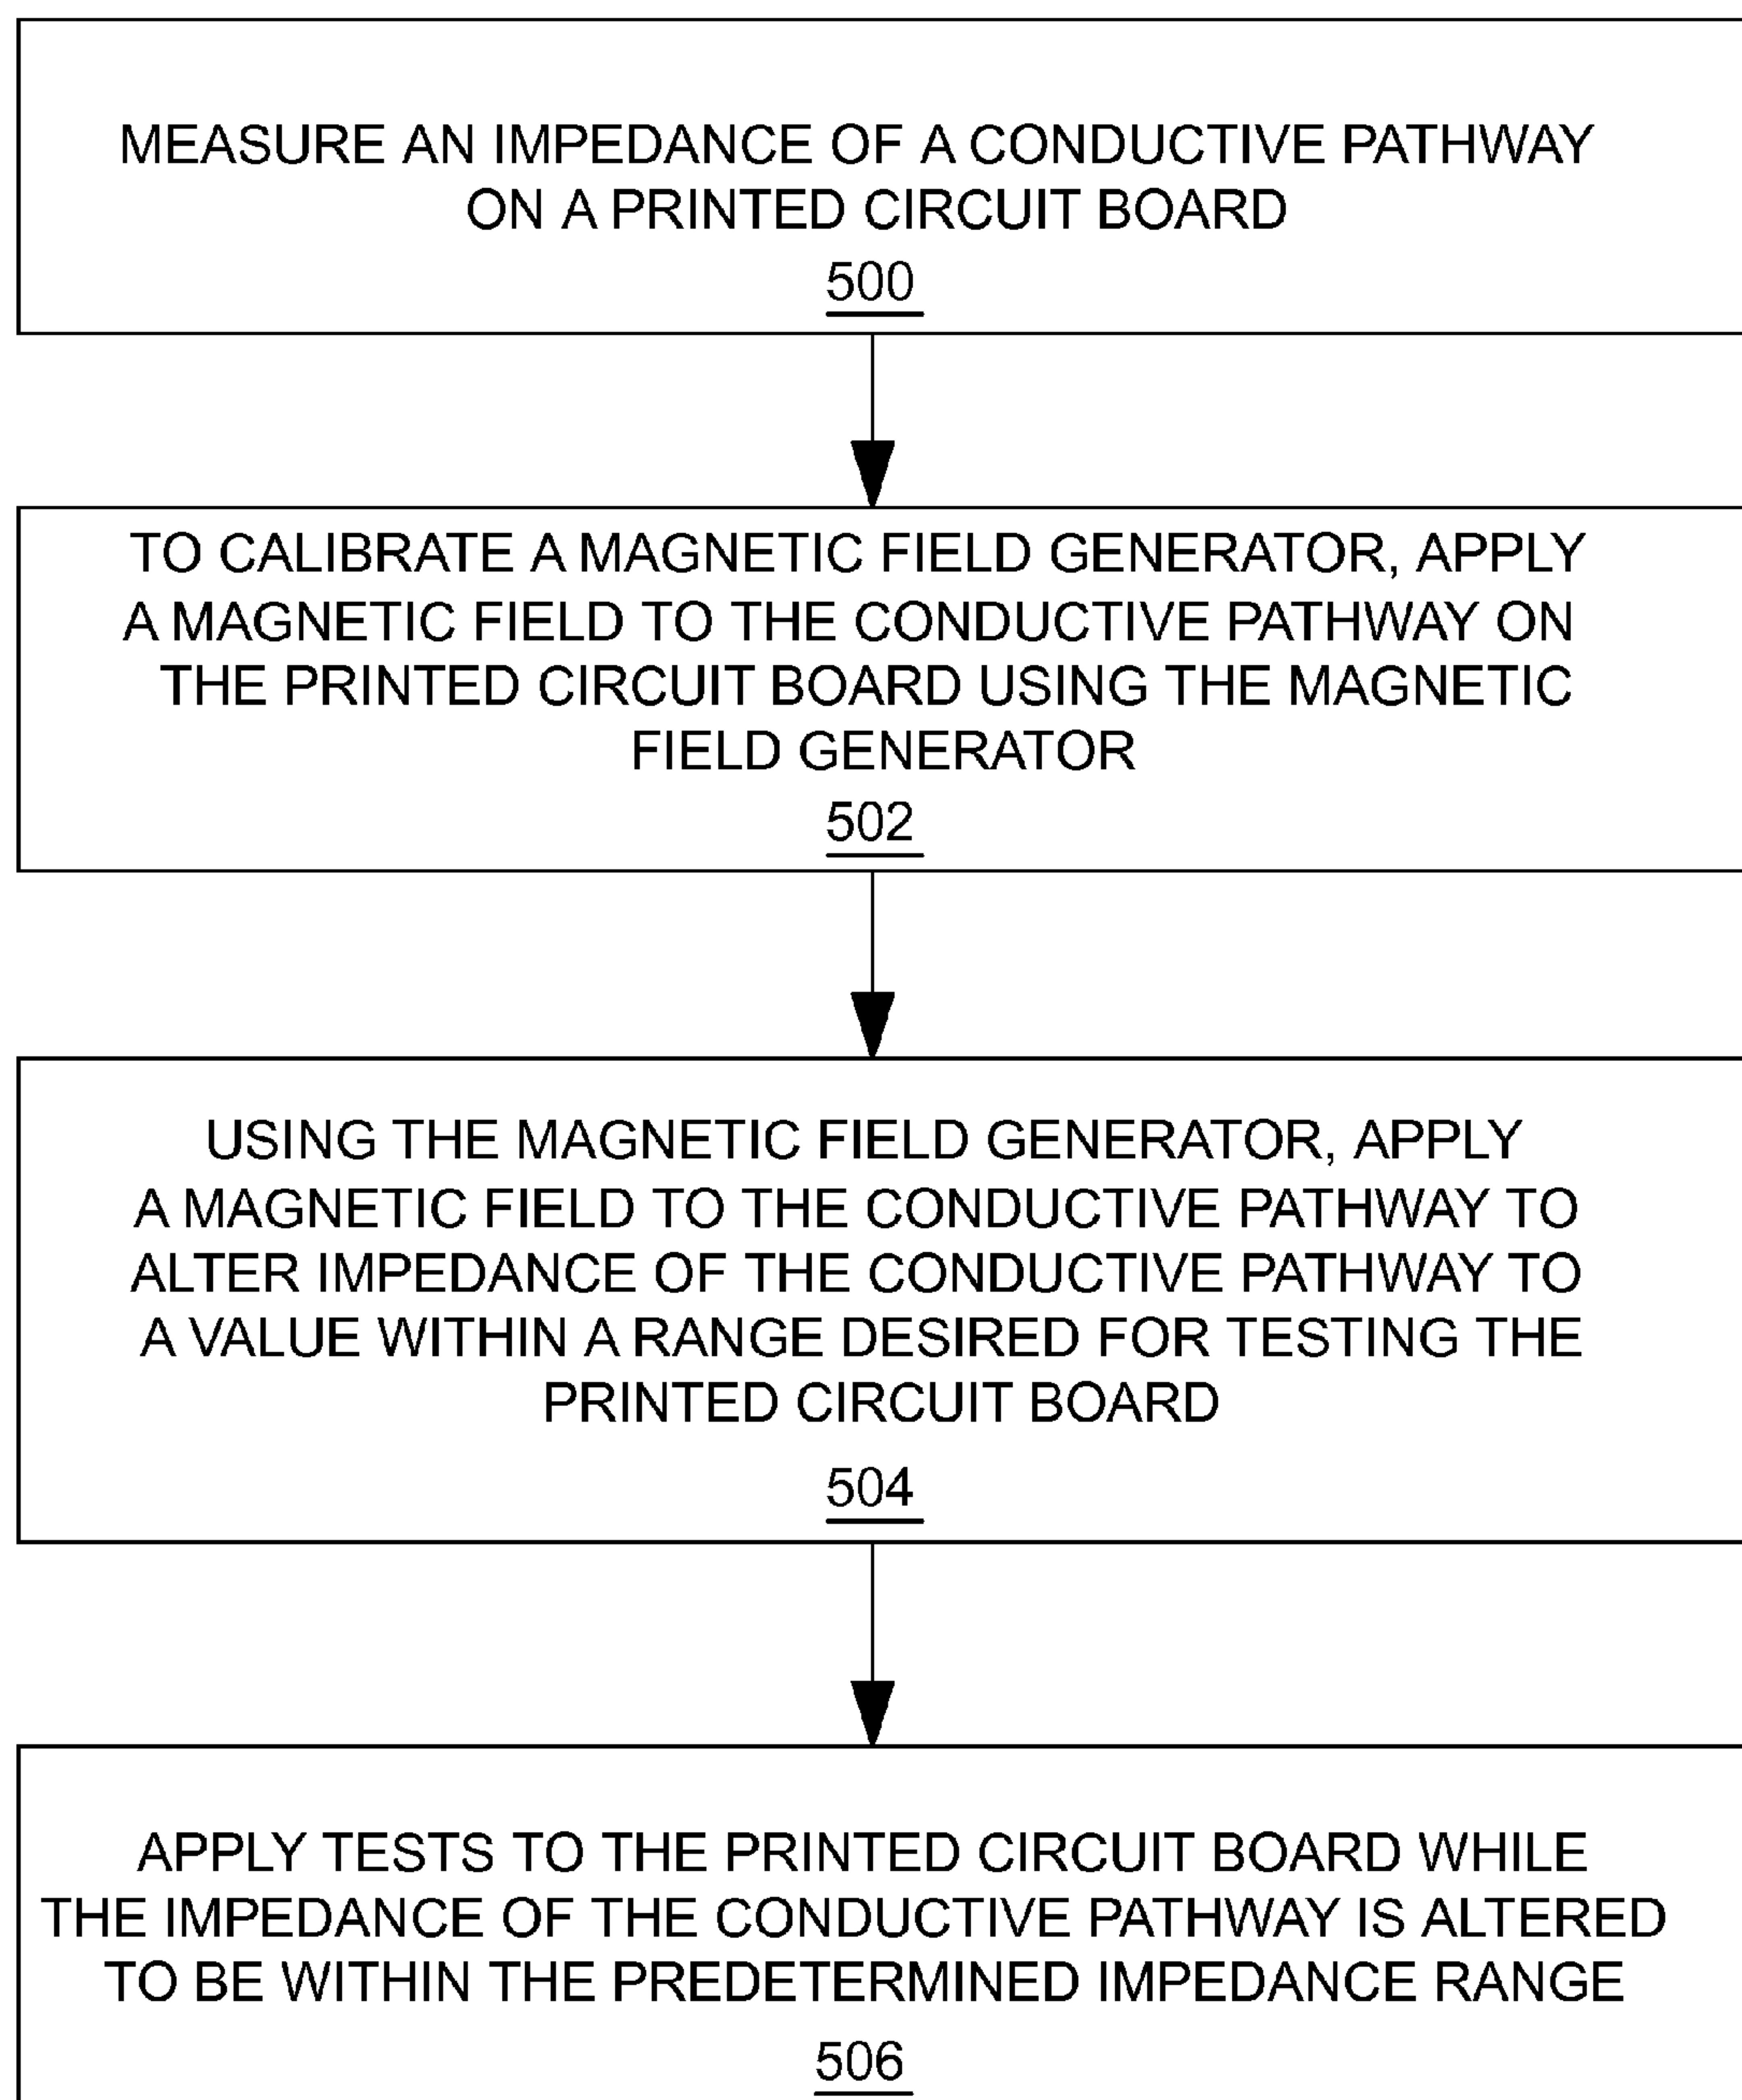 MEASURE AN IMPEDANCE OF A CONDUCTIVE PATHWAY
ON A PRINTED CIRCUIT BOARD
500
TO CALIBRATE A MAGNETIC FIELD GENERATOR, APPLY
A MAGNETIC FIELD TO THE CONDUCTIVE PATHWAY ON
THE PRINTED CIRCUIT BOARD USING THE MAGNETIC
FIELD GENERATOR
502
USING THE MAGNETIC FIELD GENERATOR, APPLY
A MAGNETIC FIELD TO THE CONDUCTIVE PATHWAY TO
ALTER IMPEDANCE OF THE CONDUCTIVE PATHWAY TO
A VALUE WITHIN A RANGE DESIRED FOR TESTING THE
PRINTED CIRCUIT BOARD
504
APPLY TESTS TO THE PRINTED CIRCUIT BOARD WHILE
THE IMPEDANCE OF THE CONDUCTIVE PATHWAY IS ALTERED
TO BE WITHIN THE PREDETERMINED IMPEDANCE RANGE
506